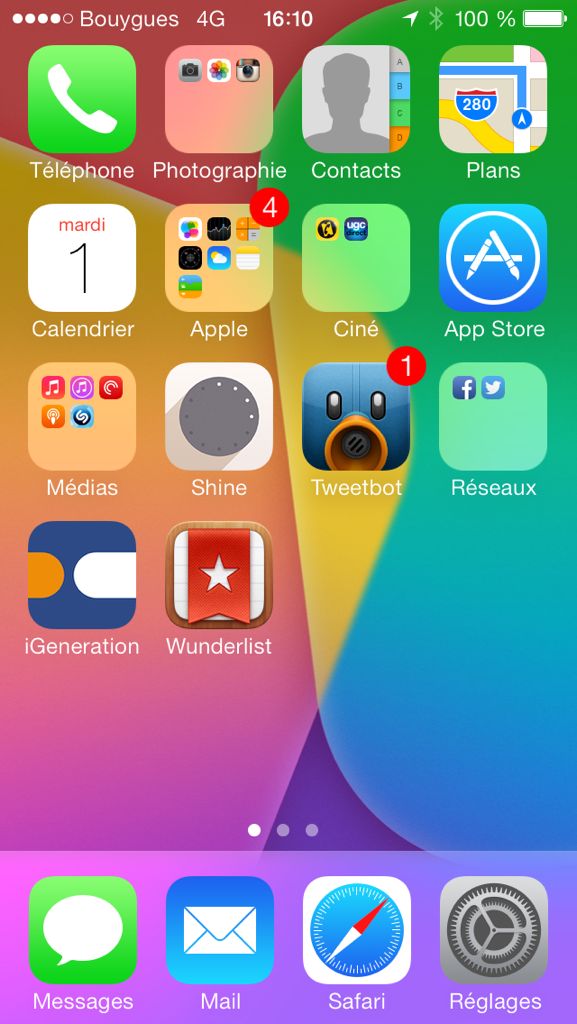 Bouygues 4G 16:10 100 %
A
B
C
D
280
Téléphone Photographie Contacts Plans
mardi
1
4
ugc
direct
Calendrier Apple Ciné App Store
1
Médias Shine Tweetbot Réseaux
iGeneration Wunderlist
Messages Mail Safari Réglages